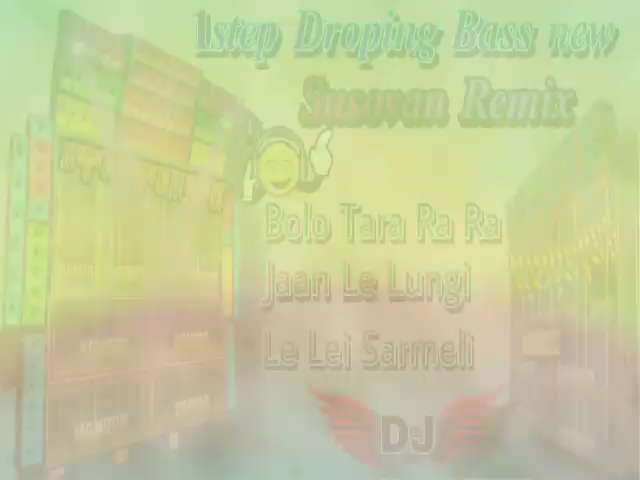 1step Droping Bass new
Susovan Remix
Bolo Tara Ra Ra
Jaan Le Lungi
Le Lei Sarmeli
DJ